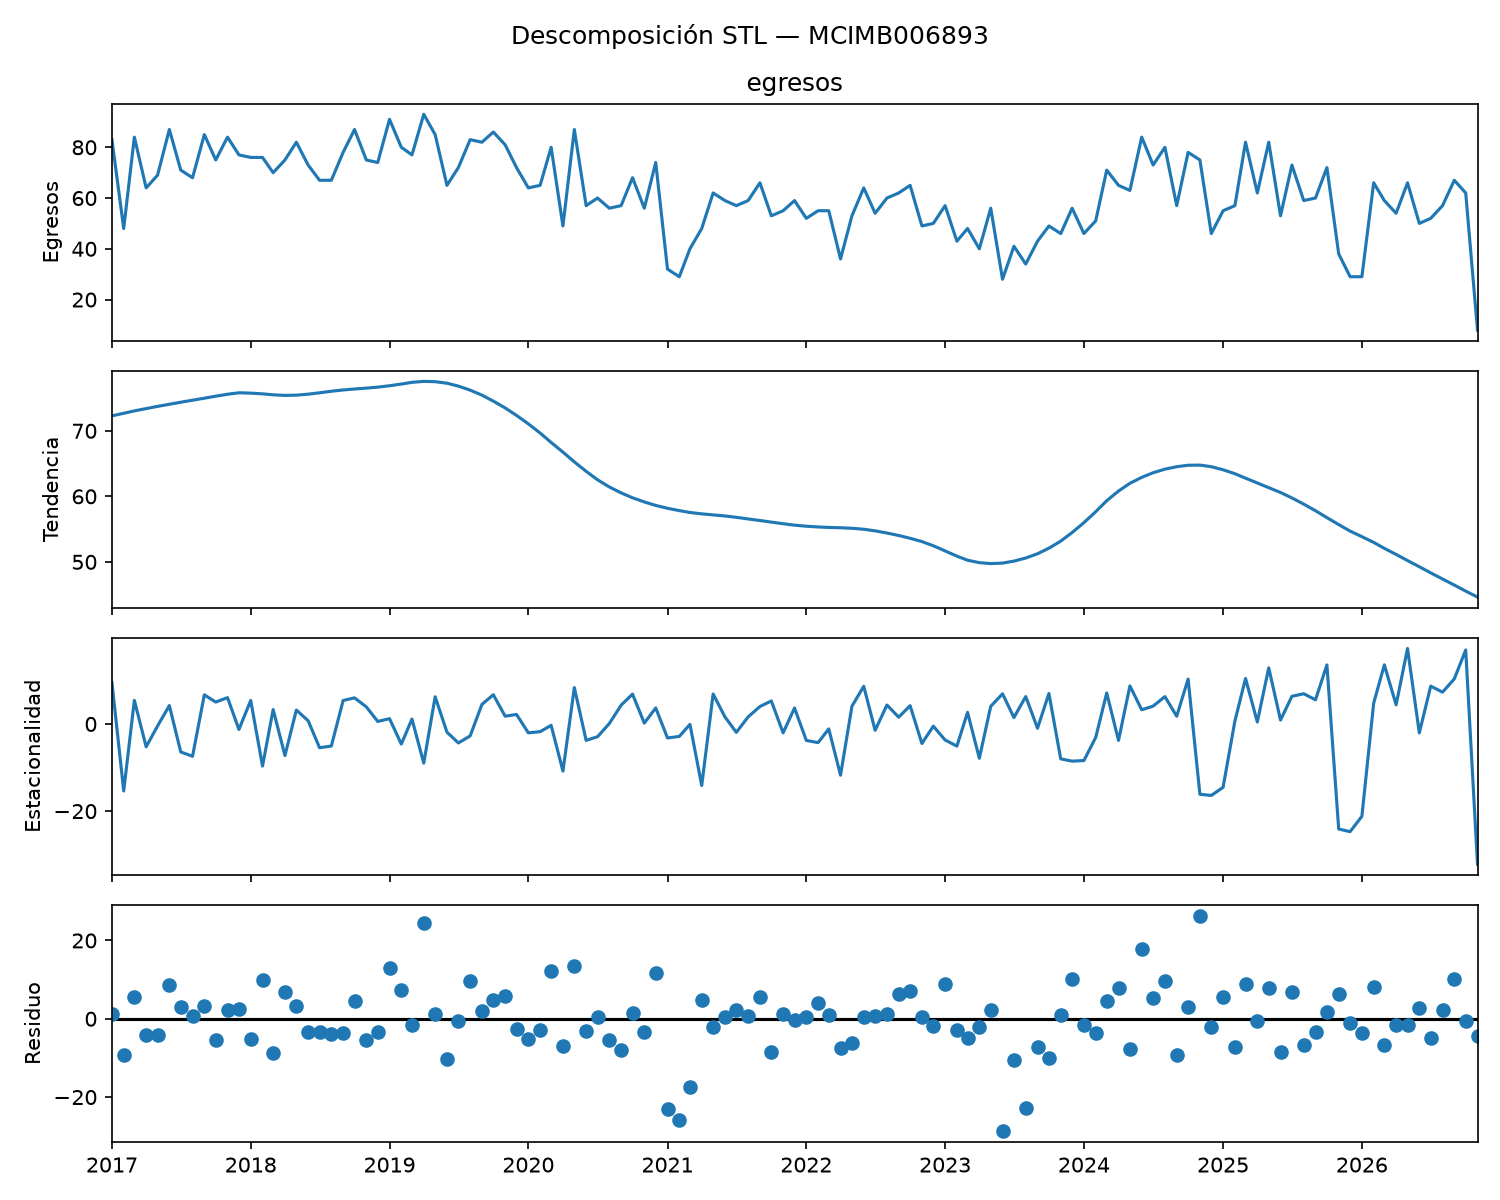 Descomposición STL — MCIMB006893
egresos
Egresos
80
60
40
20
Tendencia
70
60
50
Estacionalidad
0
−20
Residuo
20
0
−20
2017 2018 2019 2020 2021 2022 2023 2024 2025 2026